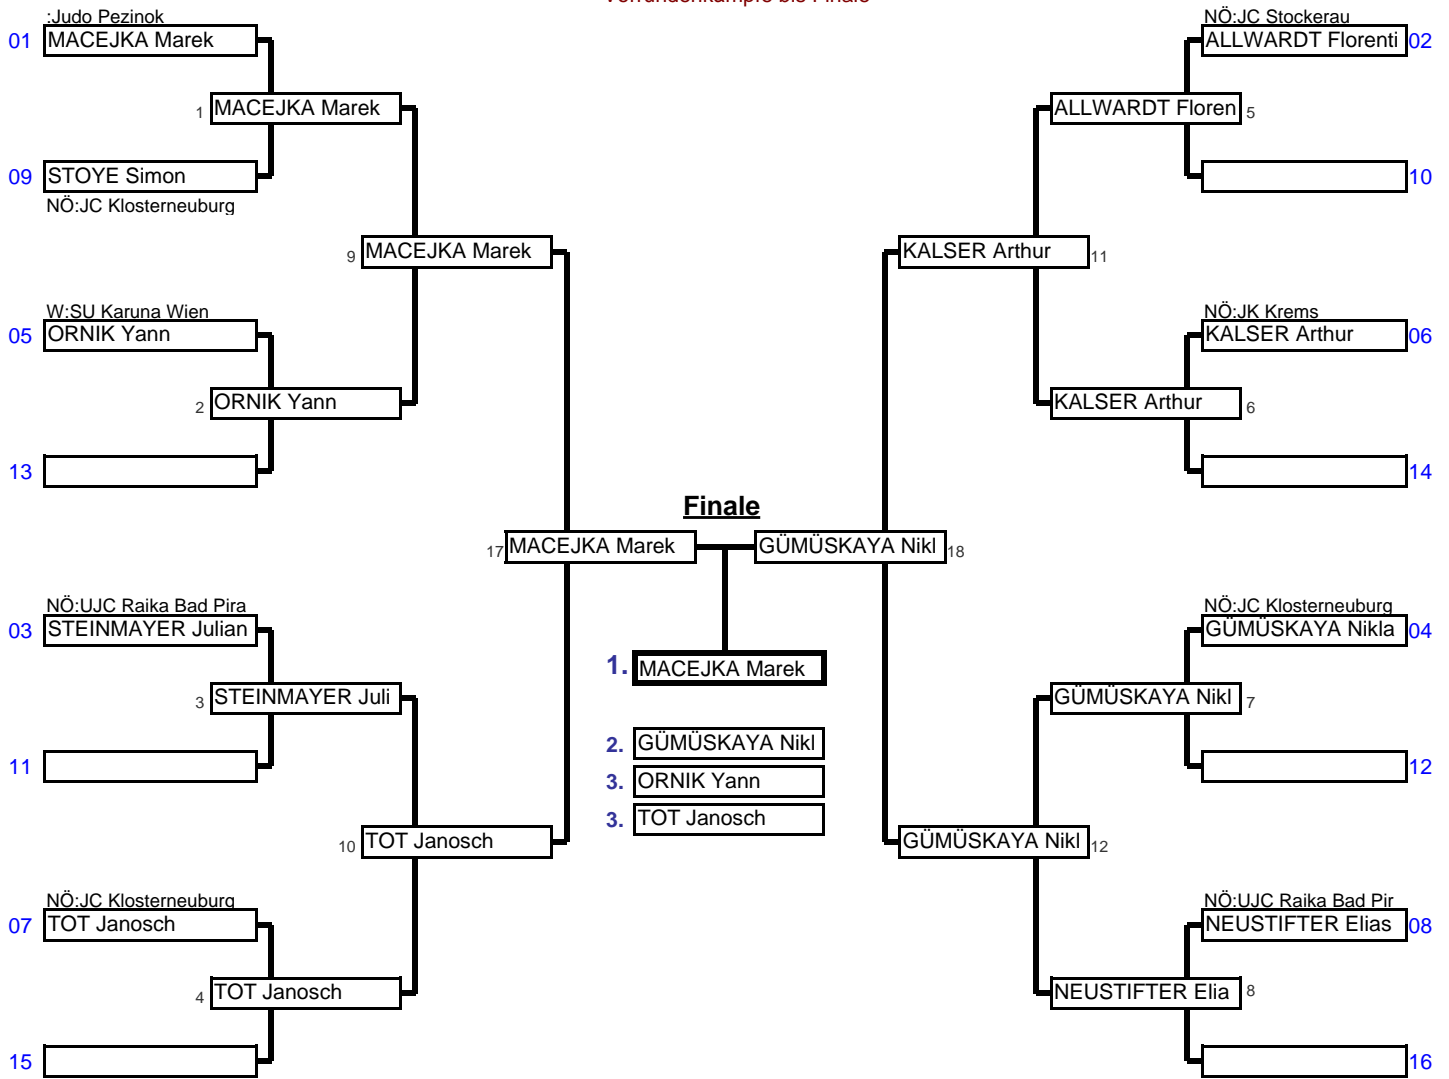 Vorrundenkämpfe bis Finale
:Judo Pezinok
01 MACEJKA Marek
1 MACEJKA Marek
09 STOYE Simon
NÖ:JC Klosterneuburg
9 MACEJKA Marek
W:SU Karuna Wien
05 ORNIK Yann
2 ORNIK Yann
13
17 MACEJKA Marek
NÖ:UJC Raika Bad Pira
03 STEINMAYER Julian
3 STEINMAYER Juli
11
10 TOT Janosch
NÖ:JC Klosterneuburg
07 TOT Janosch
4 TOT Janosch
15
Finale
1. MACEJKA Marek
2. GÜMÜSKAYA Nikl
3. ORNIK Yann
3. TOT Janosch
NÖ:JC Stockerau
ALLWARDT Florenti 02
ALLWARDT Floren 5
10
KALSER Arthur 11
NÖ:JK Krems
KALSER Arthur 06
KALSER Arthur 6
14
GÜMÜSKAYA Nikl 18
NÖ:JC Klosterneuburg
GÜMÜSKAYA Nikla 04
GÜMÜSKAYA Nikl 7
12
GÜMÜSKAYA Nikl 12
NÖ:UJC Raika Bad Pir
NEUSTIFTER Elias 08
NEUSTIFTER Elia 8
16